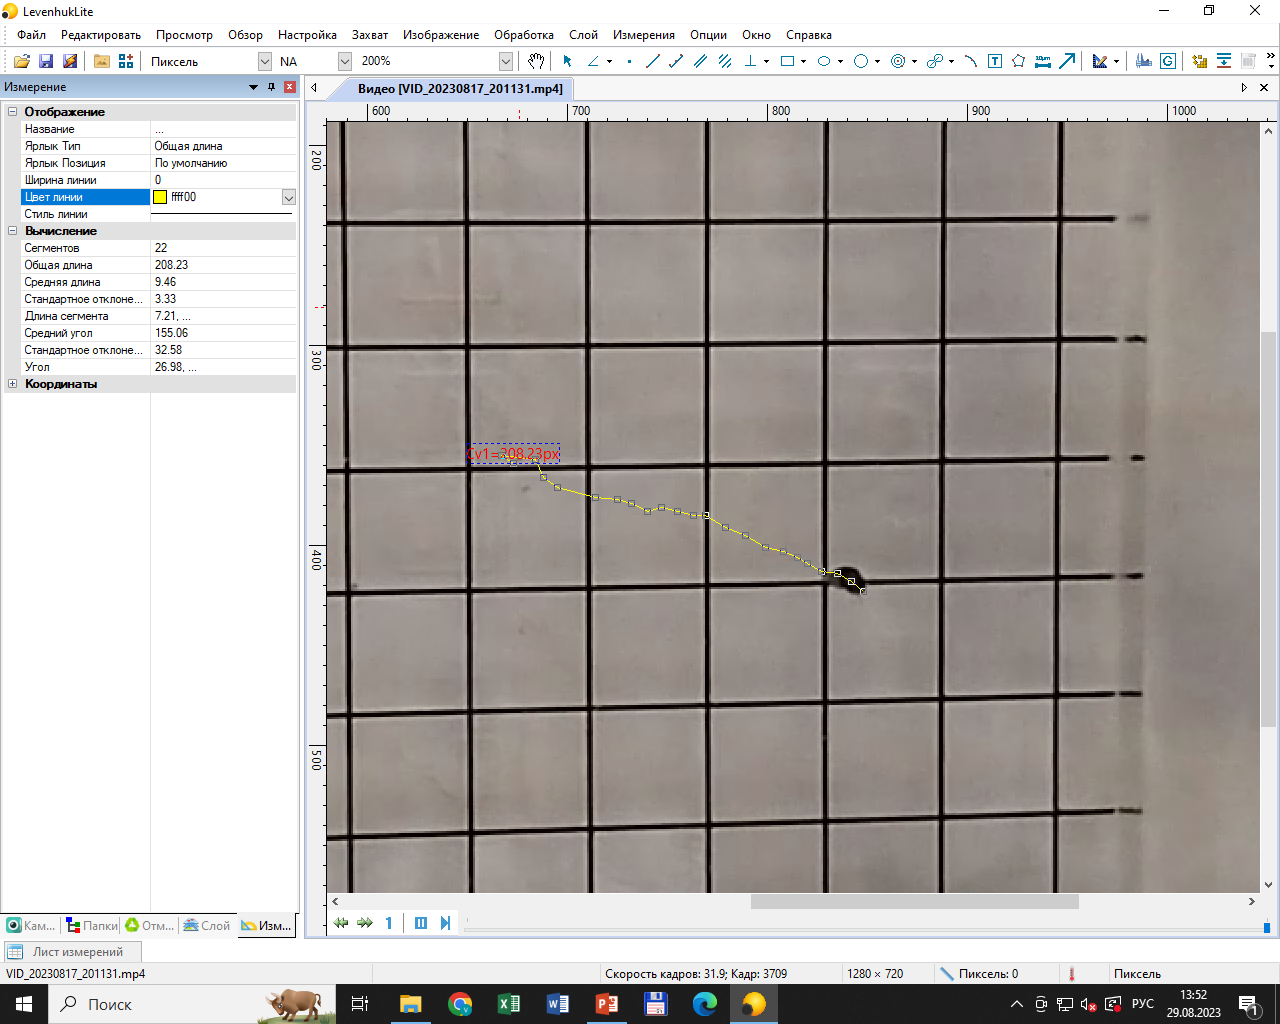 LevenhukLite
Файл Редактировать Просмотр Обзор Настройка Захват Изображение Обработка Слой Измерения Опции Окно Справка
Пиксель NA 200%
Измерение
Видео [VID_20230817_201131.mp4]
Отображение
Название ...
Ярлык Тип Общая длина
Ярлык Позиция По умолчанию
Ширина линии 0
Цвет линии ffff00
Стиль линии
Вычисление
Сегментов 22
Общая длина 208.23
Средняя длина 9.46
Стандартное отклоне... 3.33
Длина сегмента 7.21, ...
Средний угол 155.06
Стандартное отклоне... 32.58
Угол 26.98, ...
Координаты
600 700 800 900 1000
200
300
400
500
Cv1=208.23px
1
Кам... Папки Отм... Слой Изм...
Лист измерений
VID_20230817_201131.mp4 Скорость кадров: 31.9; Кадр: 3709 1280 × 720 Пиксель: 0 Пиксель
Поиск
РУС
13:52
29.08.2023
1